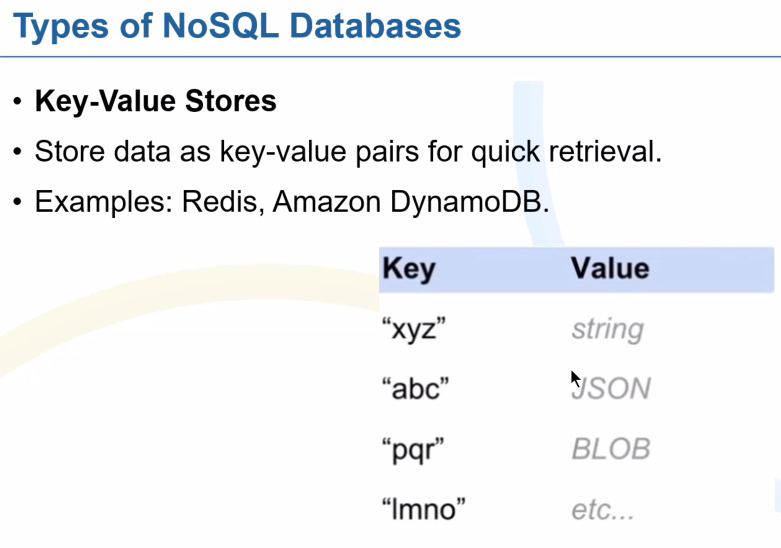 Types of NoSQL Databases
• Key-Value Stores
• Store data as key-value pairs for quick retrieval.
• Examples: Redis, Amazon DynamoDB.
Key Value
“xyz” string
“abc” JSON
“pqr” BLOB
“lmno” etc...